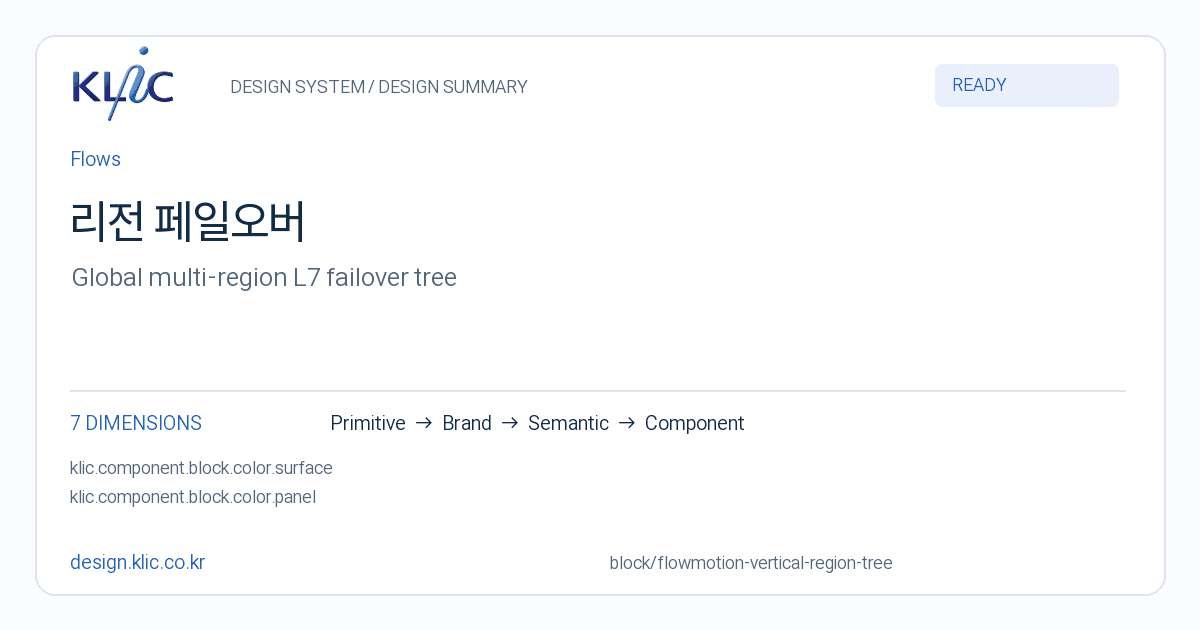 KLiC
DESIGN SYSTEM / DESIGN SUMMARY
READY
Flows
리전 페일오버
Global multi-region L7 failover tree
7 DIMENSIONS
Primitive → Brand → Semantic → Component
klic.component.block.color.surface
klic.component.block.color.panel
design.klic.co.kr
block/flowmotion-vertical-region-tree